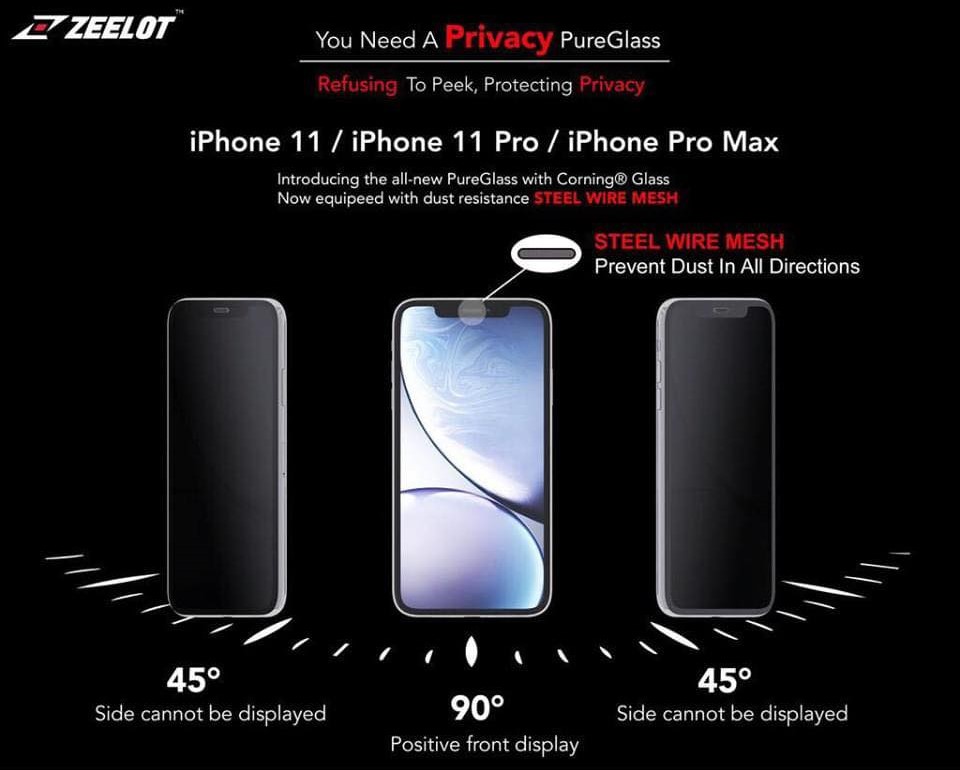 ZEELOT™
You Need A Privacy PureGlass
Refusing To Peek, Protecting Privacy
iPhone 11 / iPhone 11 Pro / iPhone Pro Max
Introducing the all-new PureGlass with Corning® Glass
Now equipeed with dust resistance STEEL WIRE MESH
STEEL WIRE MESH
Prevent Dust In All Directions
45°
Side cannot be displayed
90°
Positive front display
45°
Side cannot be displayed